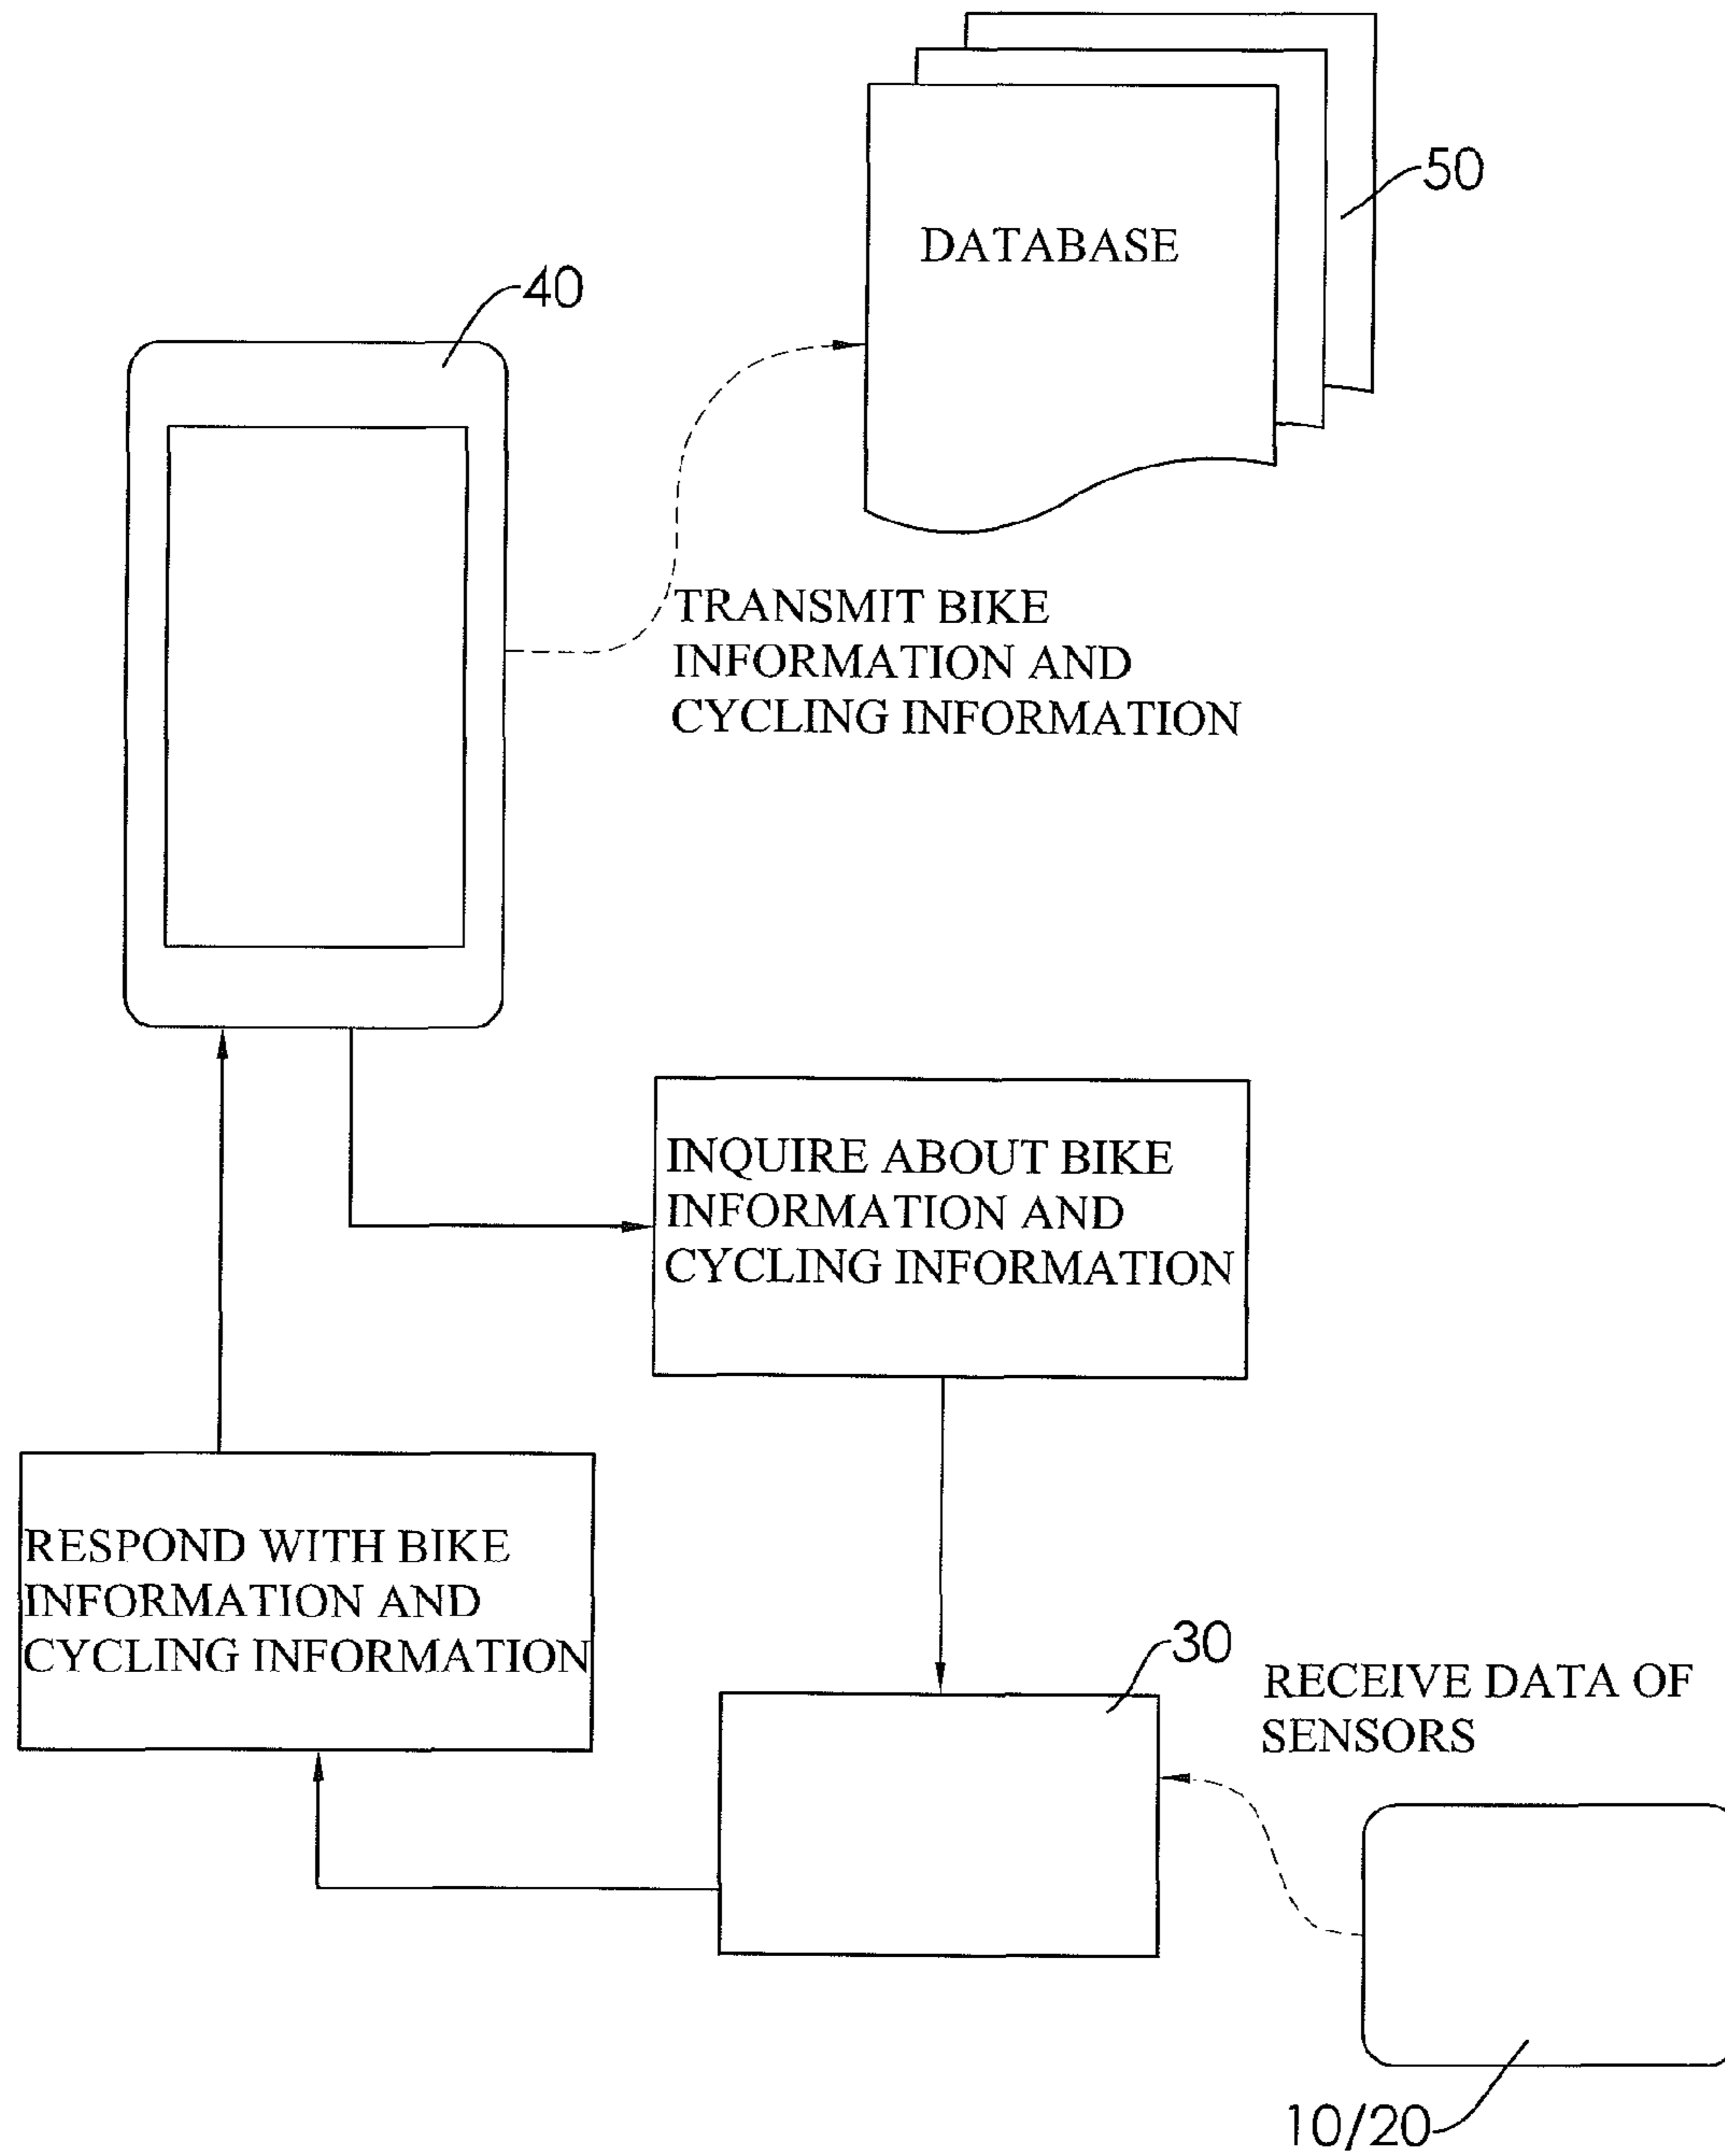 50
DATABASE
40
TRANSMIT BIKE
INFORMATION AND
CYCLING INFORMATION
INQUIRE ABOUT BIKE
INFORMATION AND
CYCLING INFORMATION
RESPOND WITH BIKE
INFORMATION AND
CYCLING INFORMATION
30
RECEIVE DATA OF
SENSORS
10/20